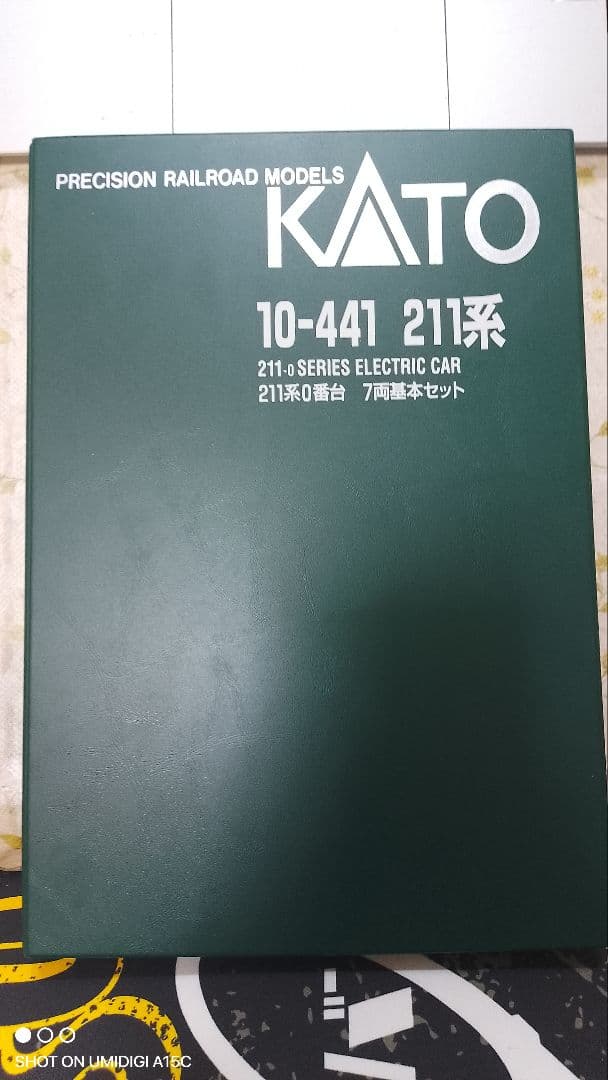 PRECISION RAILROAD MODELS
KATO
10-441 211系
211-0 SERIES ELECTRIC CAR
211系0番台 7両基本セット
SHOT ON UMIDIGI A15C